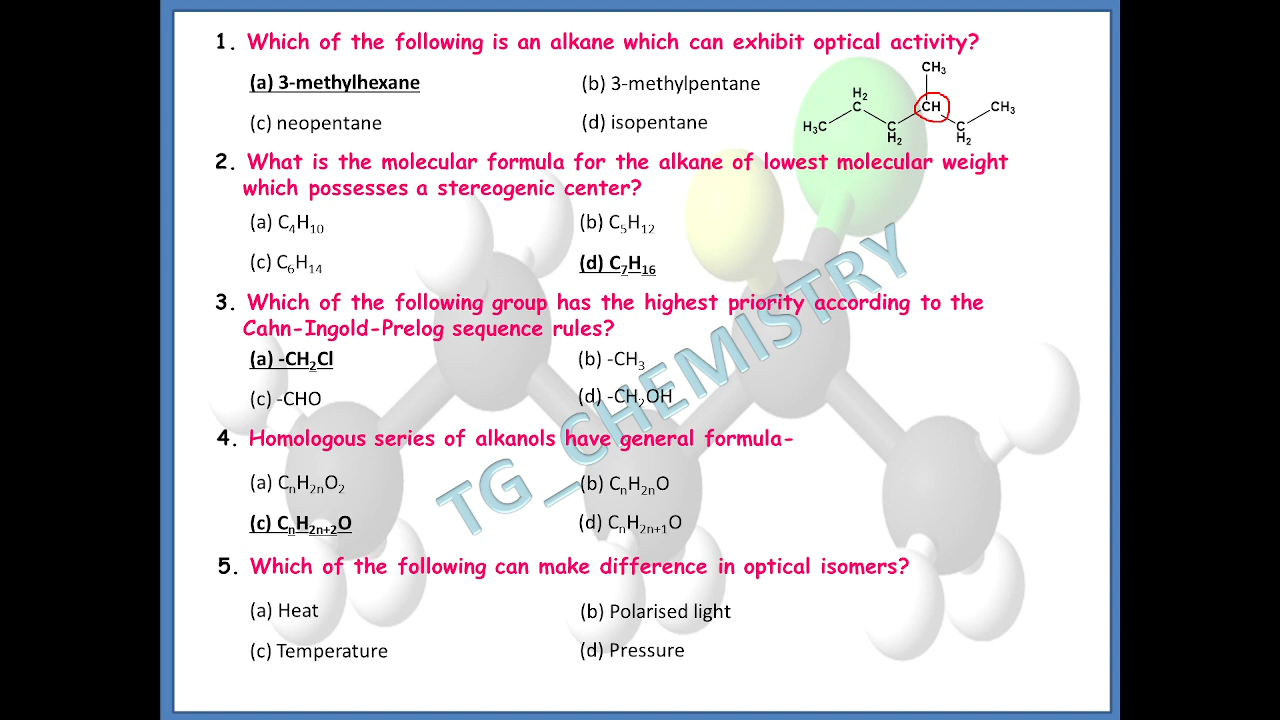 1. Which of the following is an alkane which can exhibit optical activity?
(a) 3-methylhexane (b) 3-methylpentane
(c) neopentane (d) isopentane
CH₃
H₂
C
CH
CH₃
H₃C
C
H₂
C
H₂
2. What is the molecular formula for the alkane of lowest molecular weight
which possesses a stereogenic center?
(a) C₄H₁₀ (b) C₅H₁₂
(c) C₆H₁₄ (d) C₇H₁₆
3. Which of the following group has the highest priority according to the
Cahn-Ingold-Prelog sequence rules?
(a) -CH₂Cl (b) -CH₃
(c) -CHO (d) -CH₂OH
4. Homologous series of alkanols have general formula-
(a) CₙH₂ₙO₂ (b) CₙH₂ₙO
(c) CₙH₂ₙ₊₂O (d) CₙH₂ₙ₊₁O
5. Which of the following can make difference in optical isomers?
(a) Heat (b) Polarised light
(c) Temperature (d) Pressure
TG_CHEMISTRY